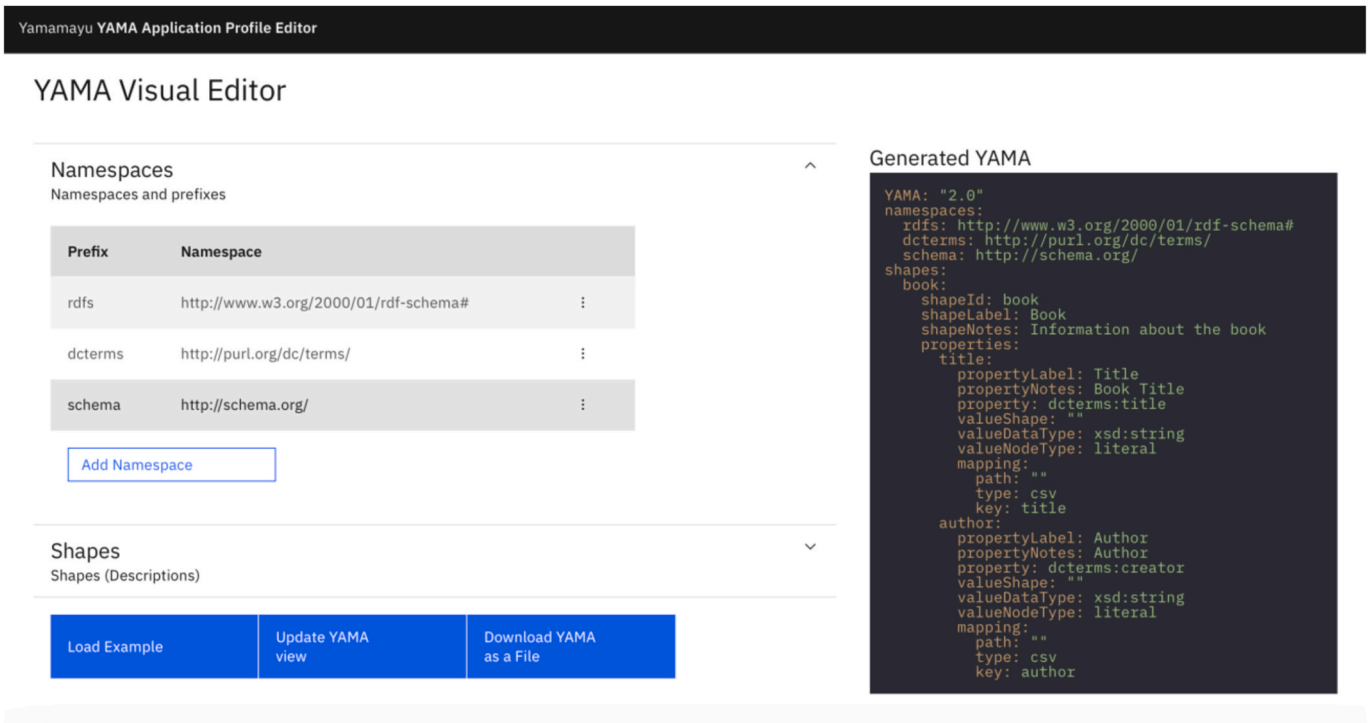 Yamamayu YAMA Application Profile Editor
YAMA Visual Editor
Namespaces
Namespaces and prefixes
Prefix Namespace
rdfs http://www.w3.org/2000/01/rdf-schema#
dcterms http://purl.org/dc/terms/
schema http://schema.org/
Add Namespace
Shapes
Shapes (Descriptions)
Load Example
Update YAMA
view
Download YAMA
as a File
Generated YAMA
YAMA: "2.0"
namespaces:
  rdfs: http://www.w3.org/2000/01/rdf-schema#
  dcterms: http://purl.org/dc/terms/
  schema: http://schema.org/
shapes:
  book:
    shapeId: book
    shapeLabel: Book
    shapeNotes: Information about the book
    properties:
      title:
        propertyLabel: Title
        propertyNotes: Book Title
        property: dcterms:title
        valueShape: ""
        valueDataType: xsd:string
        valueNodeType: literal
        mapping:
          path: ""
          type: csv
          key: title
      author:
        propertyLabel: Author
        propertyNotes: Author
        property: dcterms:creator
        valueShape: ""
        valueDataType: xsd:string
        valueNodeType: literal
        mapping:
          path: ""
          type: csv
          key: author